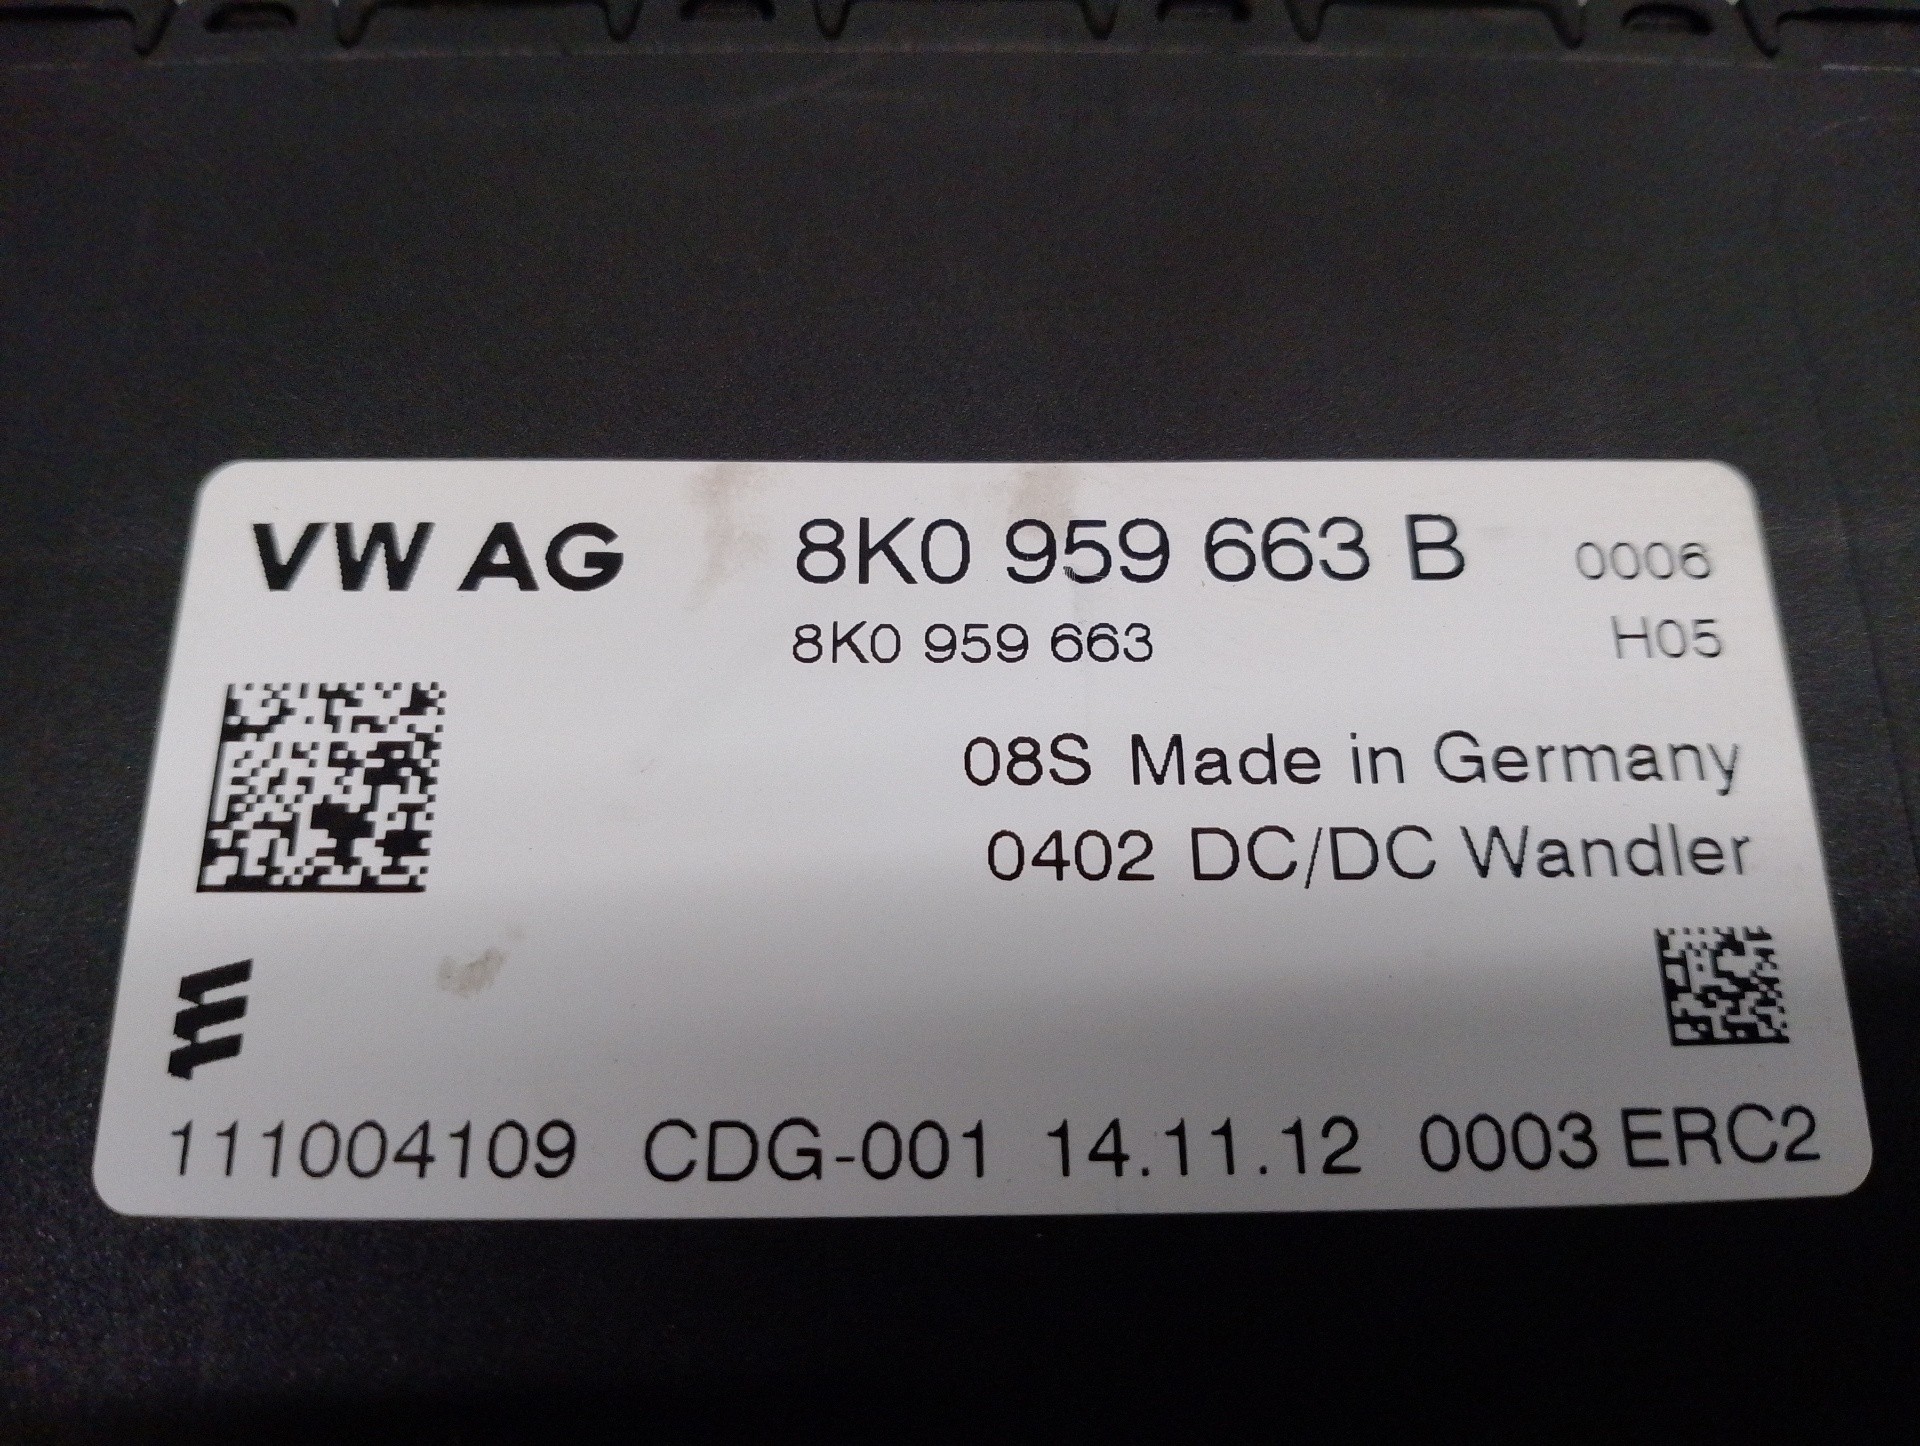 VW AG 8K0 959 663 B 0006
8K0 959 663 H05
08S Made in Germany
0402 DC/DC Wandler
111004109 CDG-001 14.11.12 0003 ERC2